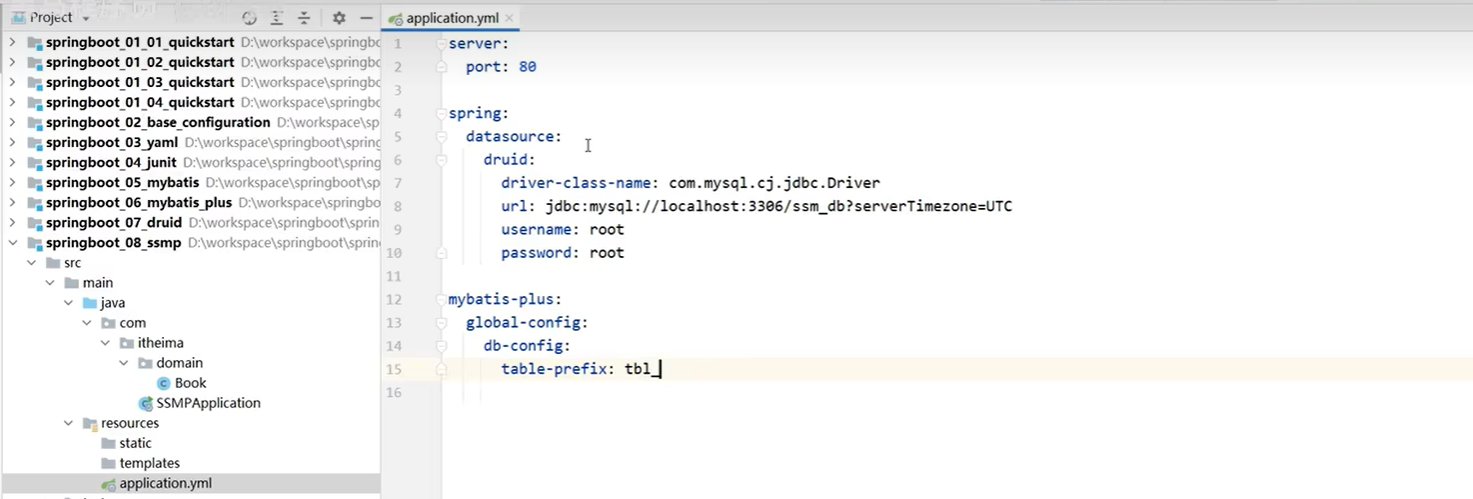 Project
application.yml
springboot_01_01_quickstart D:\workspace\springbo
springboot_01_02_quickstart D:\workspace\springbo
springboot_01_03_quickstart D:\workspace\springbo
springboot_01_04_quickstart D:\workspace\springbo
springboot_02_base_configuration D:\workspace\sp
springboot_03_yaml D:\workspace\springboot\sprin
springboot_04_junit D:\workspace\springboot\sprin
springboot_05_mybatis D:\workspace\springboot\sp
springboot_06_mybatis_plus D:\workspace\springb
springboot_07_druid D:\workspace\springboot\sprin
springboot_08_ssmp D:\workspace\springboot\sprin
src
main
java
com
itheima
domain
Book
SSMPApplication
resources
static
templates
application.yml
1 server:
2 port: 80
3
4 spring:
5 datasource:
6 druid:
7 driver-class-name: com.mysql.cj.jdbc.Driver
8 url: jdbc:mysql://localhost:3306/ssm_db?serverTimezone=UTC
9 username: root
10 password: root
11
12 mybatis-plus:
13 global-config:
14 db-config:
15 table-prefix: tbl_
16